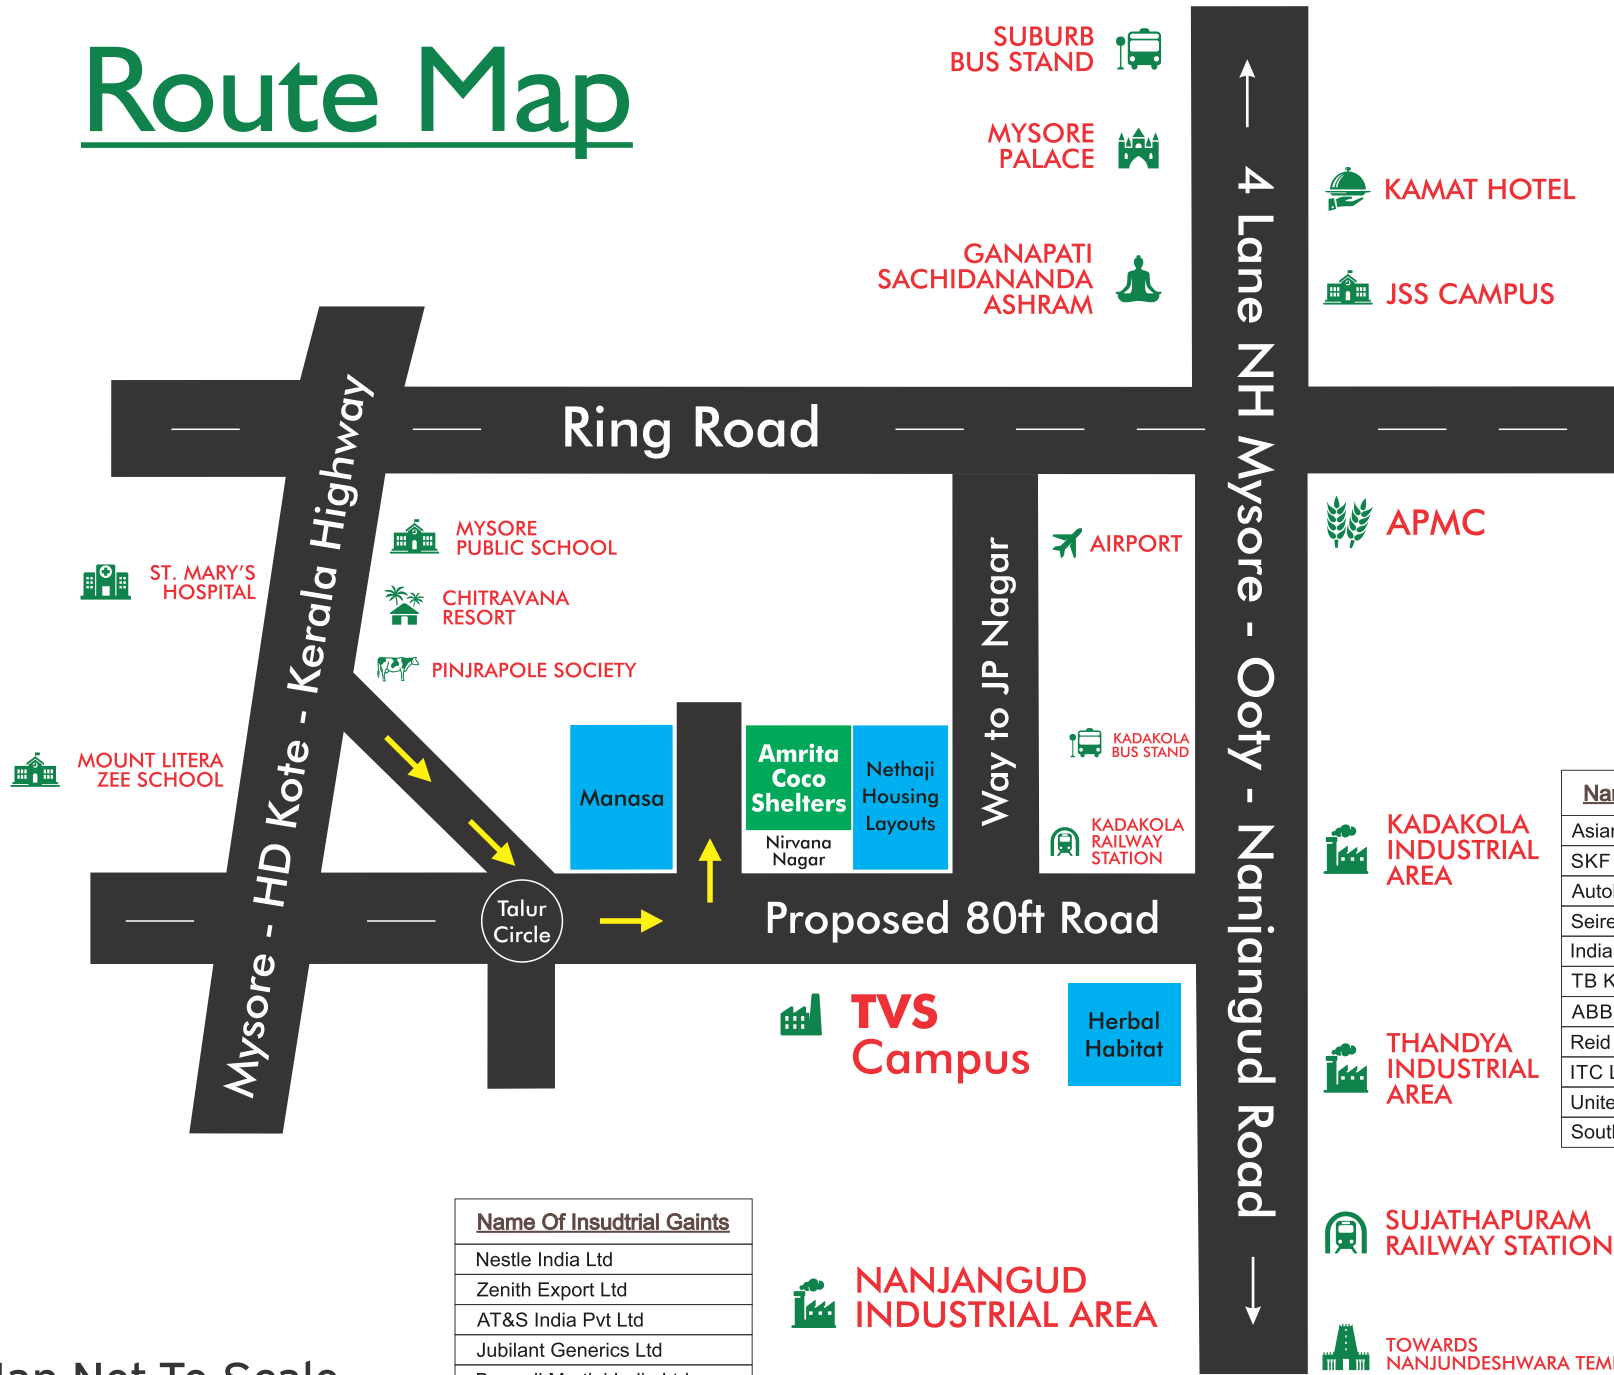 Route Map
SUBURB
BUS STAND
MYSORE
PALACE
GANAPATI
SACHIDANANDA
ASHRAM
KAMAT HOTEL
JSS CAMPUS
4 Lane NH Mysore - Ooty - Nanjangud Road
Ring Road
Mysore - HD Kote - Kerala Highway
MYSORE
PUBLIC SCHOOL
ST. MARY'S
HOSPITAL
CHITRAVANA
RESORT
PINJRAPOLE SOCIETY
MOUNT LITERA
ZEE SCHOOL
Way to JP Nagar
AIRPORT
APMC
KADAKOLA
BUS STAND
KADAKOLA
RAILWAY
STATION
Manasa
Amrita
Coco
Shelters
Nirvana
Nagar
Nethaji
Housing
Layouts
Talur
Circle
Proposed 80ft Road
KADAKOLA
INDUSTRIAL
AREA
SKF
India
ABB
Reid
ITC
TVS
Campus
Herbal
Habitat
THANDYA
INDUSTRIAL
AREA
SUJATHAPURAM
RAILWAY STATION
Name Of Insudtrial Gaints
Nestle India Ltd
Zenith Export Ltd
AT&S India Pvt Ltd
Jubilant Generics Ltd
NANJANGUD
INDUSTRIAL AREA
TOWARDS
NANJUNDESHWARA
Not To Scale